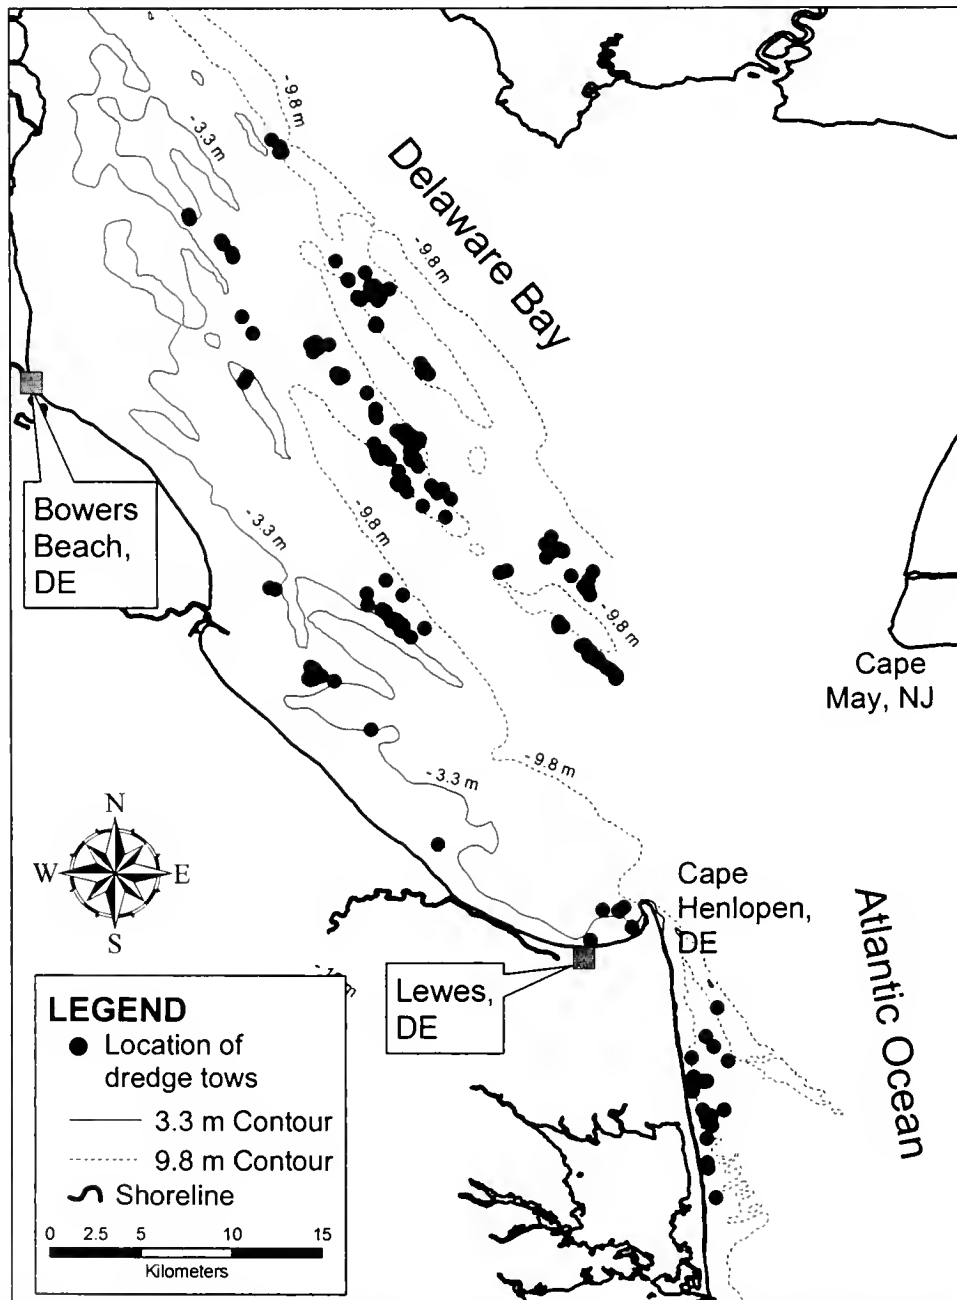 - 9.8 m
- 3.3 m
Delaware Bay
- 9.8 m
Bowers
Beach,
DE
- 3.3 m
- 9.8 m
- 9.8 m
Cape
May, NJ
- 3.3 m
- 9.8 m
N
W
E
S
Cape
Henlopen,
DE
Atlantic Ocean
Lewes,
DE
LEGEND
Location of
dredge tows
3.3 m Contour
9.8 m Contour
Shoreline
0 2.5 5 10 15
Kilometers